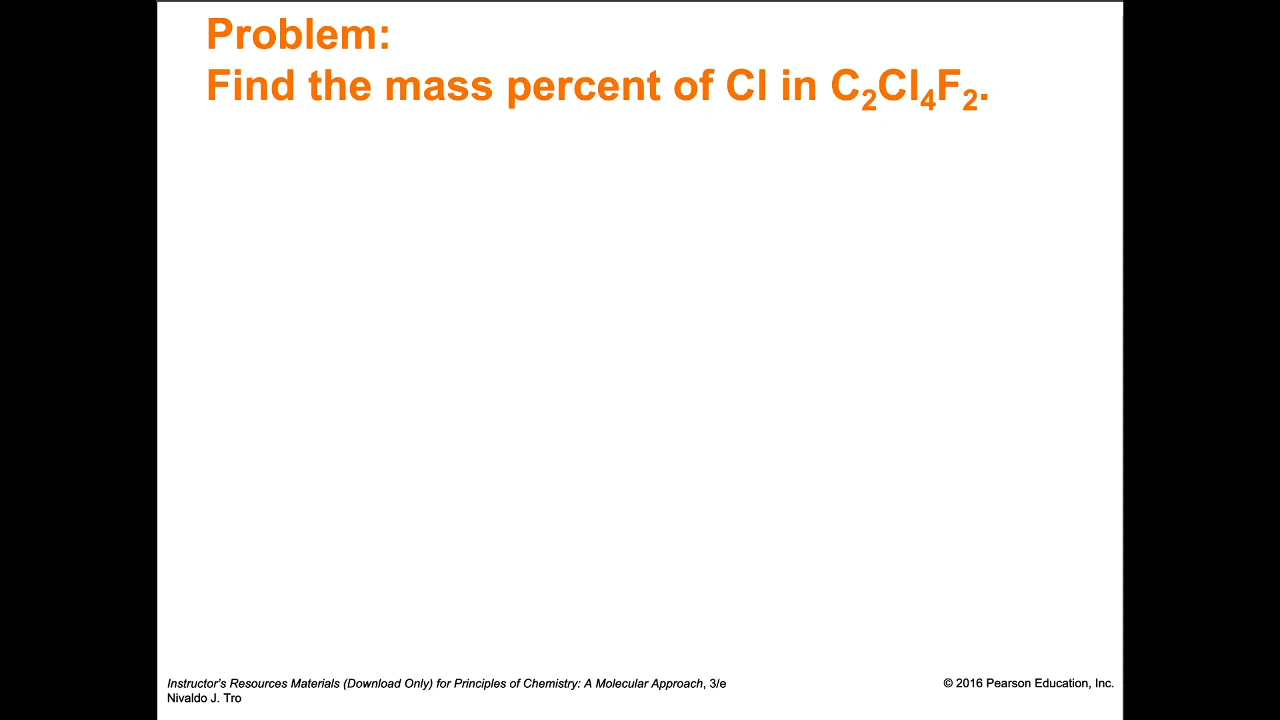 Problem:
Find the mass percent of Cl in C₂Cl₄F₂.
Instructor's Resources Materials (Download Only) for Principles of Chemistry: A Molecular Approach, 3/e
Nivaldo J. Tro
© 2016 Pearson Education, Inc.